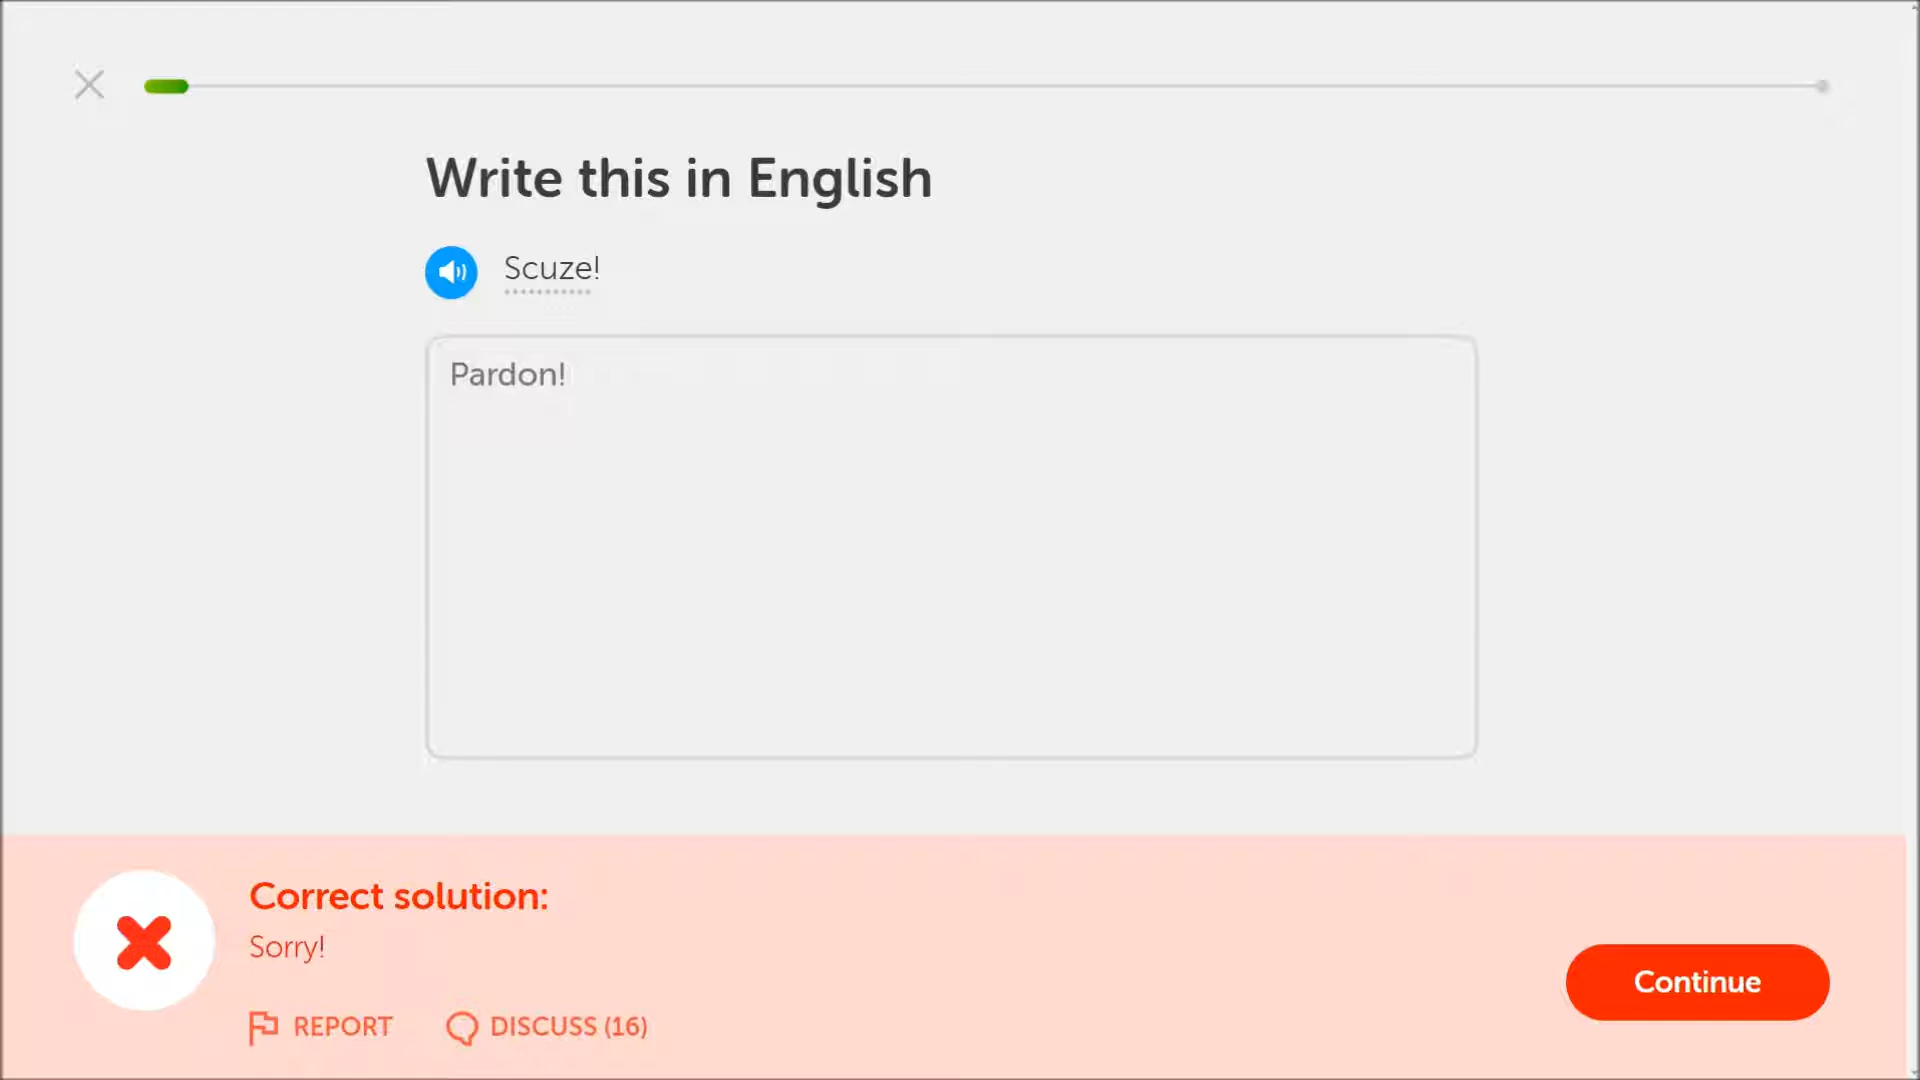 Write this in English
Scuze!
Pardon!
Correct solution:
Sorry!
REPORT
DISCUSS (16)
Continue